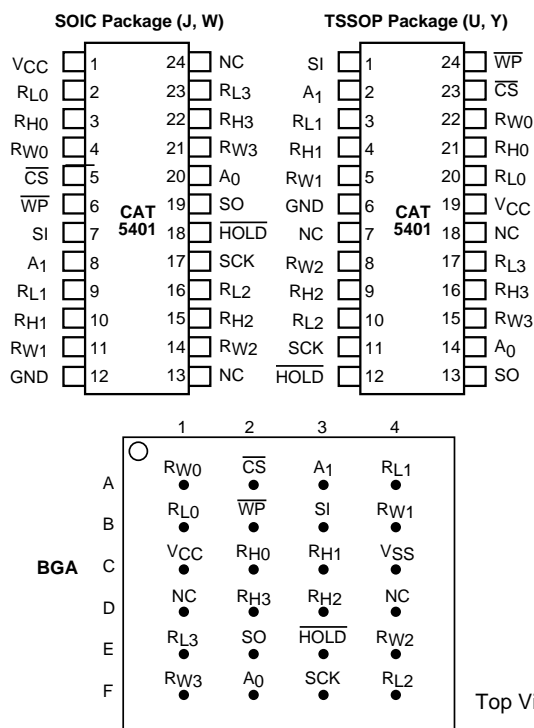 SOIC Package (J, W)
TSSOP Package (U, Y)
VCC 1 24 NC
RL0 2 23 RL3
RH0 3 22 RH3
RW0 4 21 RW3
CS 5 20 A0
WP 6 CAT 19 SO
SI 7 5401 18 HOLD
A1 8 17 SCK
RL1 9 16 RL2
RH1 10 15 RH2
RW1 11 14 RW2
GND 12 13 NC
SI 1 24 WP
A1 2 23 CS
RL1 3 22 RW0
RH1 4 21 RH0
RW1 5 20 RL0
GND 6 CAT 19 VCC
NC 7 5401 18 NC
RW2 8 17 RL3
RH2 9 16 RH3
RL2 10 15 RW3
SCK 11 14 A0
HOLD 12 13 SO
1 2 3 4
A RW0 CS A1 RL1
B RL0 WP SI RW1
BGA C VCC RH0 RH1 VSS
D NC RH3 RH2 NC
E RL3 SO HOLD RW2
F RW3 A0 SCK RL2
Top Vi